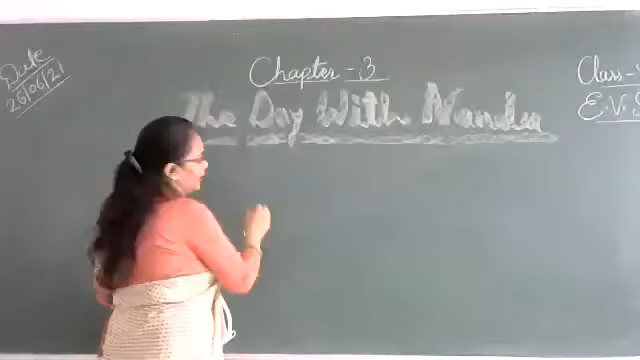 Date
26/06/21
Chapter - 3
Class-
E.V.S
The Day With Nandu